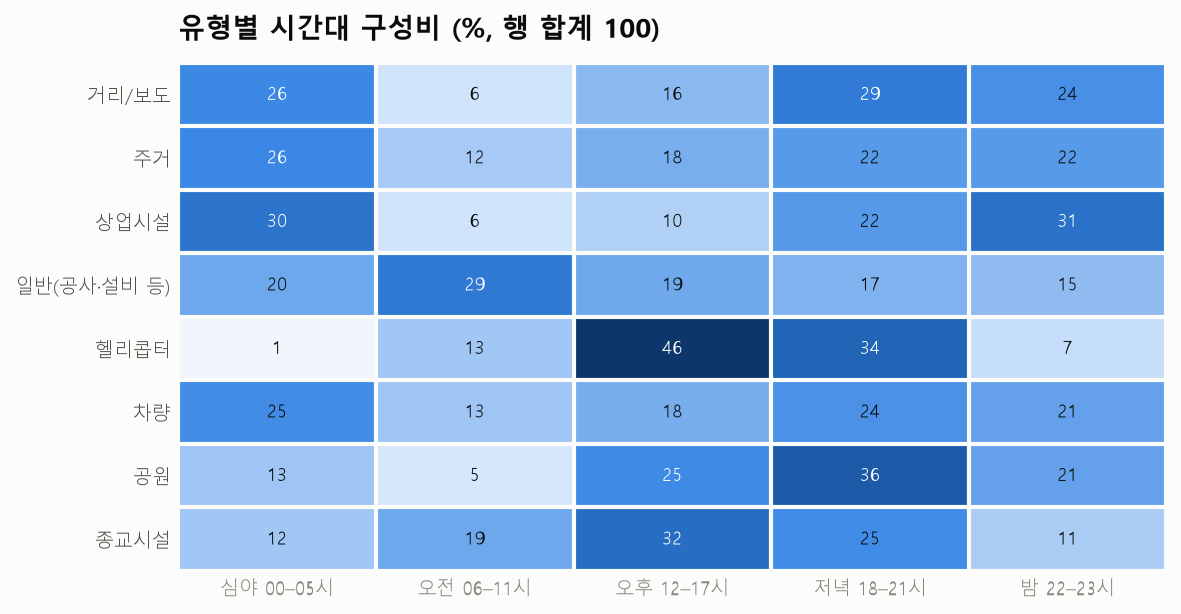 유형별 시간대 구성비 (%, 행 합계 100)
거리/보도 26 6 16 29 24
주거 26 12 18 22 22
상업시설 30 6 10 22 31
일반(공사·설비 등) 20 29 19 17 15
헬리콥터 1 13 46 34 7
차량 25 13 18 24 21
공원 13 5 25 36 21
종교시설 12 19 32 25 11
심야 00–05시 오전 06–11시 오후 12–17시 저녁 18–21시 밤 22–23시